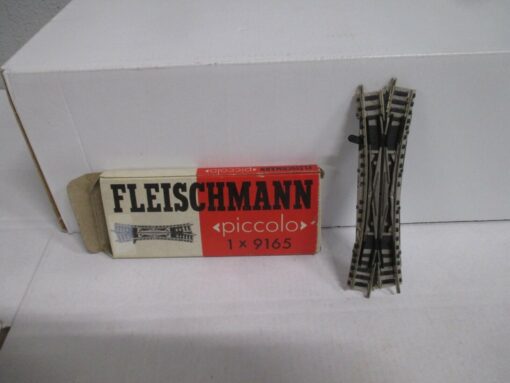 FLEISCHMANN
«piccolo»
1 x 9165